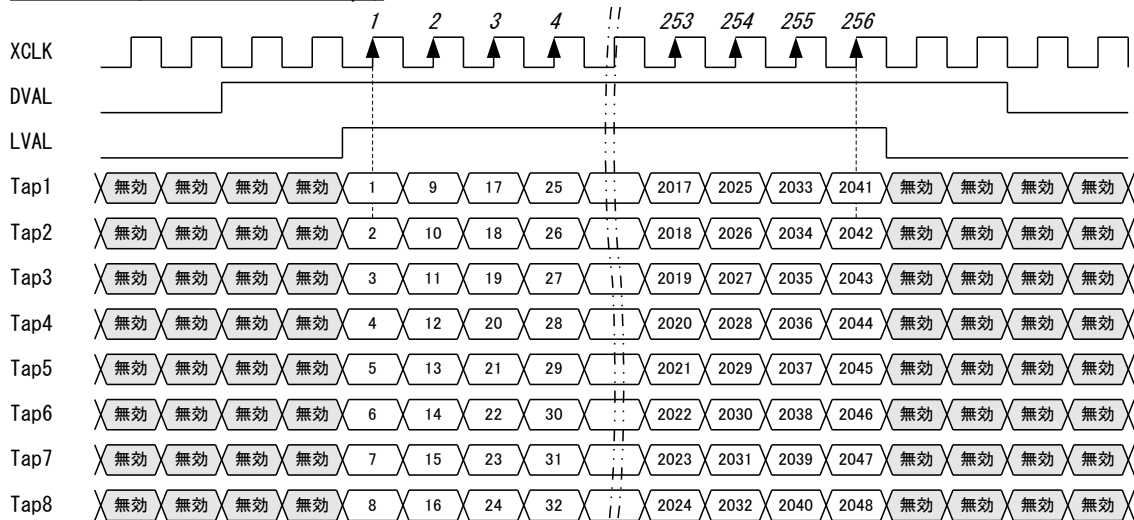 1 2 3 4 253 254 255 256
XCLK
DVAL
LVAL
Tap1 無効 無効 無効 無効 1 9 17 25 2017 2025 2033 2041 無効 無効 無効 無効
Tap2 無効 無効 無効 無効 2 10 18 26 2018 2026 2034 2042 無効 無効 無効 無効
Tap3 無効 無効 無効 無効 3 11 19 27 2019 2027 2035 2043 無効 無効 無効 無効
Tap4 無効 無効 無効 無効 4 12 20 28 2020 2028 2036 2044 無効 無効 無効 無効
Tap5 無効 無効 無効 無効 5 13 21 29 2021 2029 2037 2045 無効 無効 無効 無効
Tap6 無効 無効 無効 無効 6 14 22 30 2022 2030 2038 2046 無効 無効 無効 無効
Tap7 無効 無効 無効 無効 7 15 23 31 2023 2031 2039 2047 無効 無効 無効 無効
Tap8 無効 無効 無効 無効 8 16 24 32 2024 2032 2040 2048 無効 無効 無効 無効